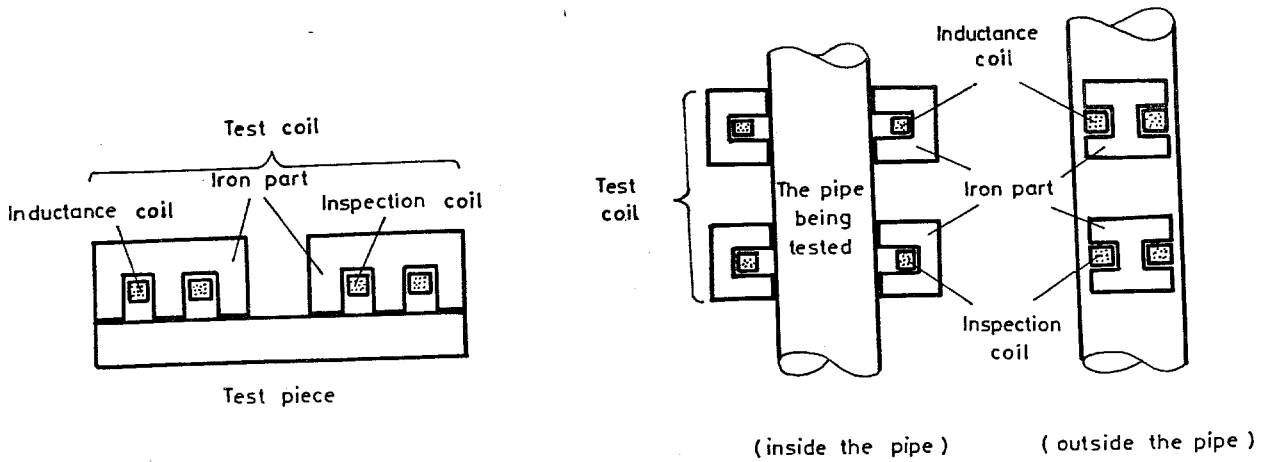 Test coil
Iron part
Inductance coil
Inspection coil
Test piece
Inductance
coil
Test
coil
The pipe
being
tested
Iron part
Inspection
coil
(inside the pipe)
(outside the pipe)